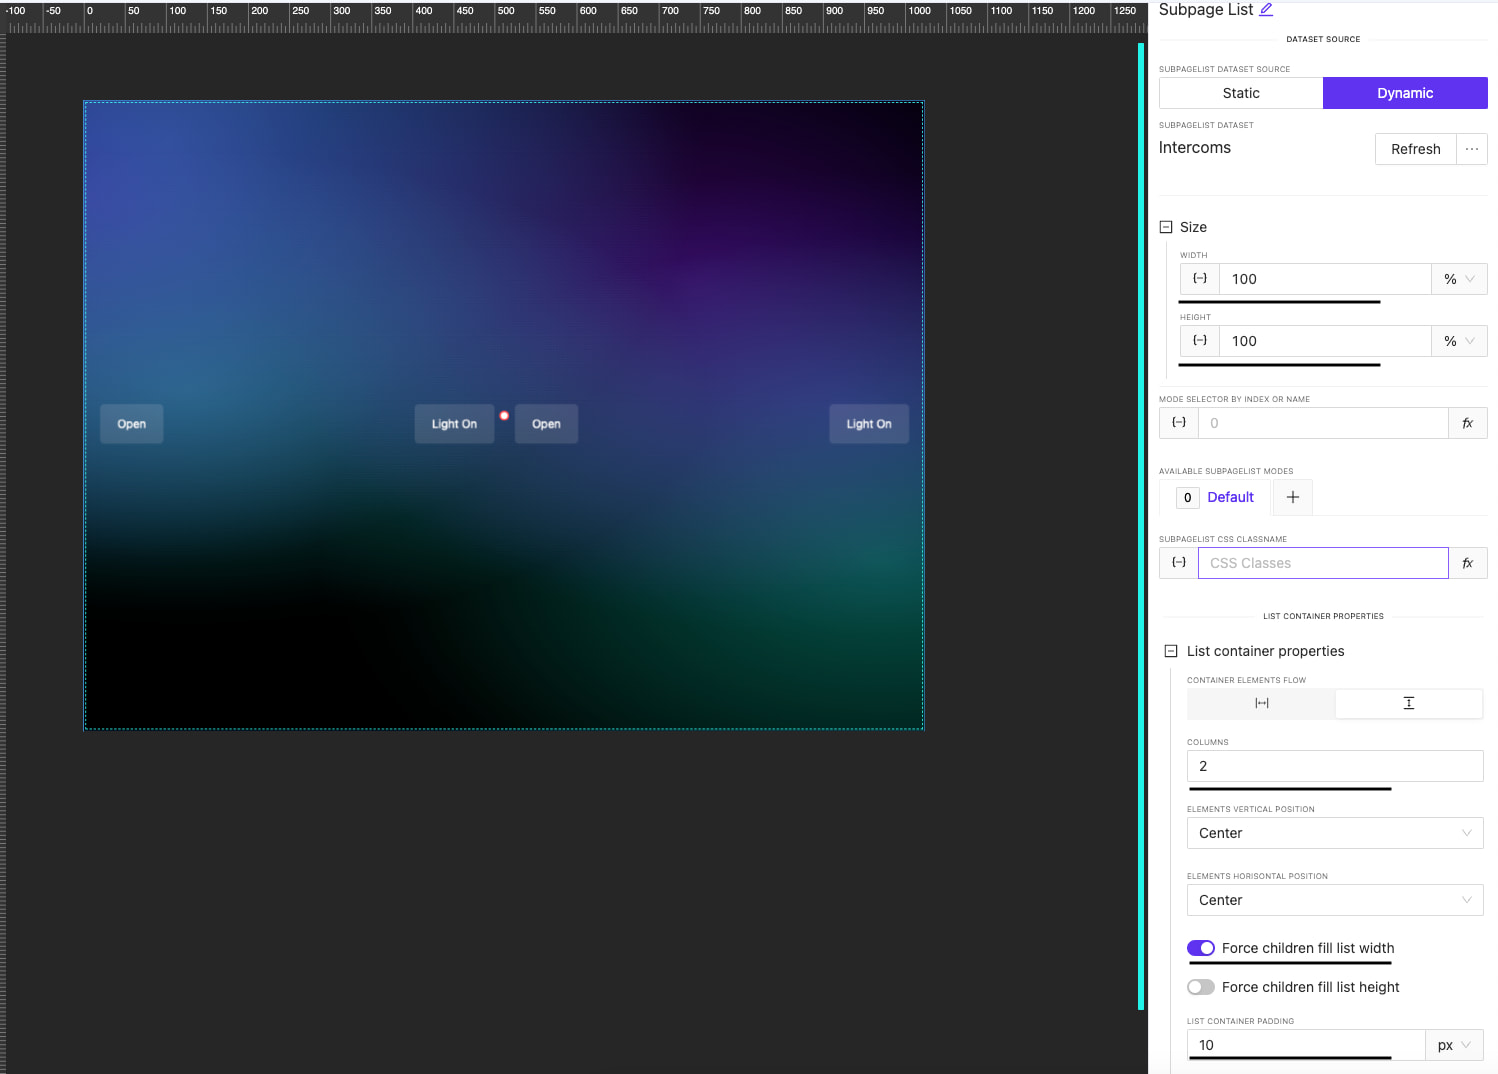 -100 -50 0 50 100 150 200 250 300 350 400 450 500 550 600 650 700 750 800 850 900 950 1000 1050 1100 1150 1200 1250
Open
Light On
Open
Light On
Subpage List
DATASET SOURCE
SUBPAGELIST DATASET SOURCE
Static
Dynamic
SUBPAGELIST DATASET
Intercoms
Refresh
...
Size
WIDTH
{-} 100 %
HEIGHT
{-} 100 %
MODE SELECTOR BY INDEX OR NAME
{-} 0 fx
AVAILABLE SUBPAGELIST MODES
0 Default +
SUBPAGELIST CSS CLASSNAME
{-} CSS Classes fx
LIST CONTAINER PROPERTIES
List container properties
CONTAINER ELEMENTS FLOW
COLUMNS
2
ELEMENTS VERTICAL POSITION
Center
ELEMENTS HORISONTAL POSITION
Center
Force children fill list width
Force children fill list height
LIST CONTAINER PADDING
10 px